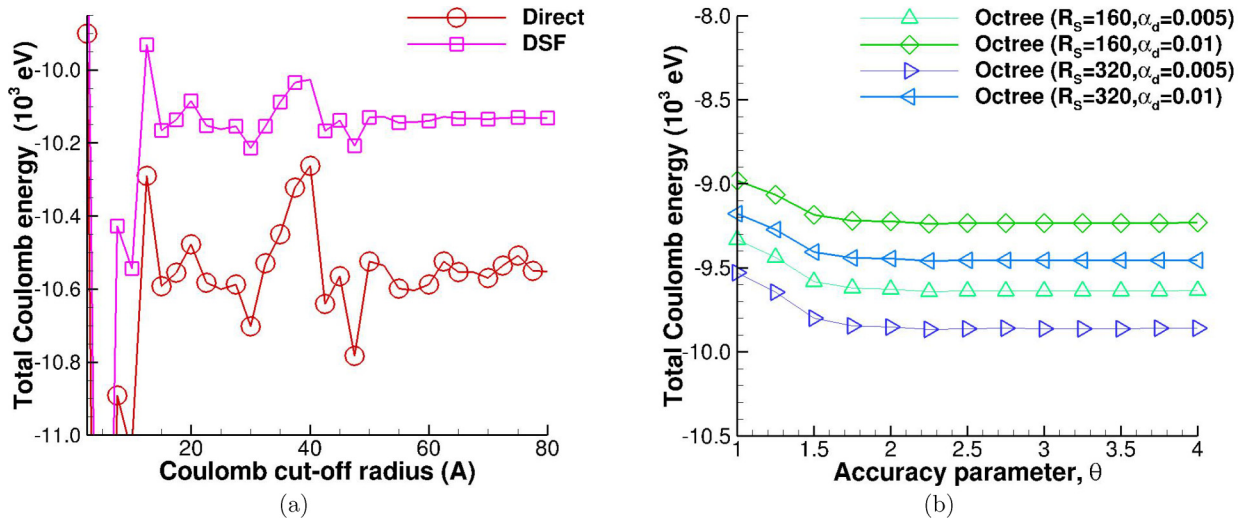 Total Coulomb energy (10³ eV)
-10.0
-10.2
-10.4
-10.6
-10.8
-11.0
Direct
DSF
20 40 60 80
Coulomb cut-off radius (A)
(a)
Total Coulomb energy (10³ eV)
-8.0
-8.5
-9.0
-9.5
-10.0
-10.5
Octree (Rₛ=160,α_d=0.005)
Octree (Rₛ=160,α_d=0.01)
Octree (Rₛ=320,α_d=0.005)
Octree (Rₛ=320,α_d=0.01)
1 1.5 2 2.5 3 3.5 4
Accuracy parameter, θ
(b)